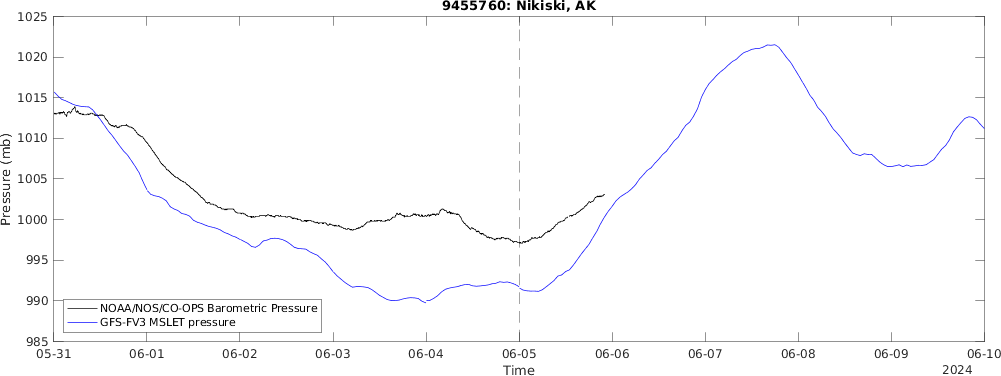 9455760: Nikiski, AK
Pressure (mb)
1025
1020
1015
1010
1005
1000
995
990
985
NOAA/NOS/CO-OPS Barometric Pressure
GFS-FV3 MSLET pressure
05-31 06-01 06-02 06-03 06-04 06-05 06-06 06-07 06-08 06-09 06-10
Time
2024